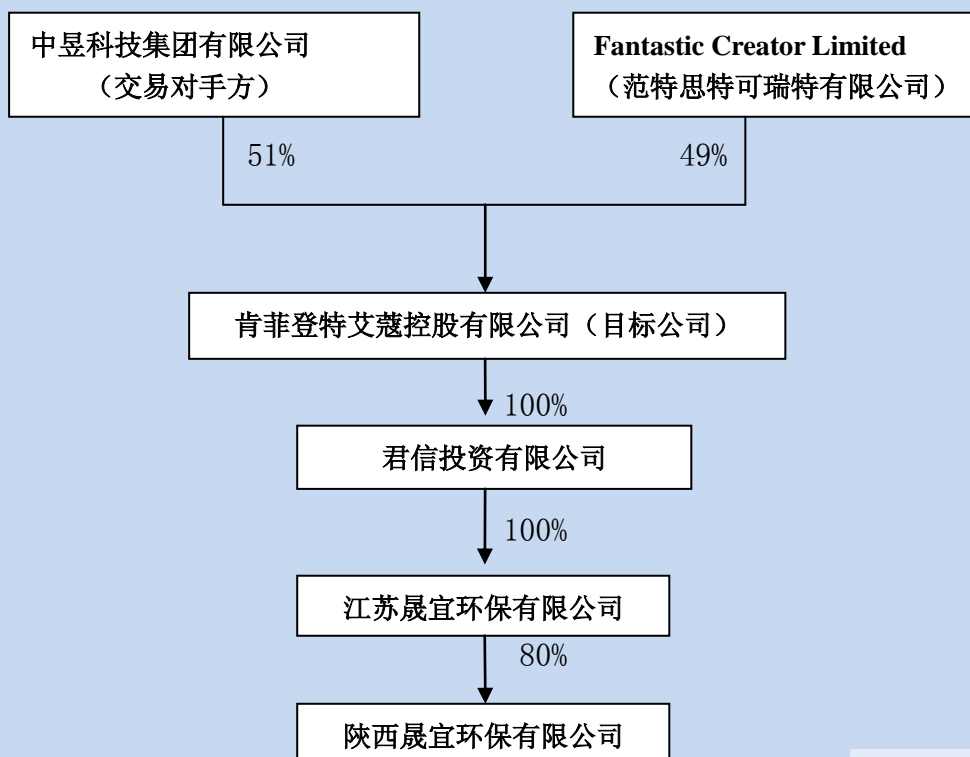 中昱科技集团有限公司
（交易对手方）
Fantastic Creator Limited
（范特思特可瑞特有限公司）
51%
49%
肯菲登特艾蔻控股有限公司（目标公司）
100%
君信投资有限公司
100%
江苏晟宜环保有限公司
80%
陕西晟宜环保有限公司